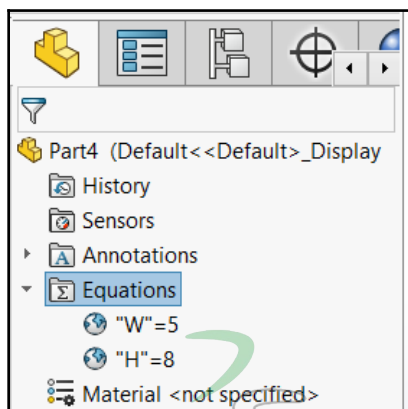 Part4 (Default<<Default>_Display
History
Sensors
A Annotations
Σ Equations
"W"=5
"H"=8
Material <not specified>